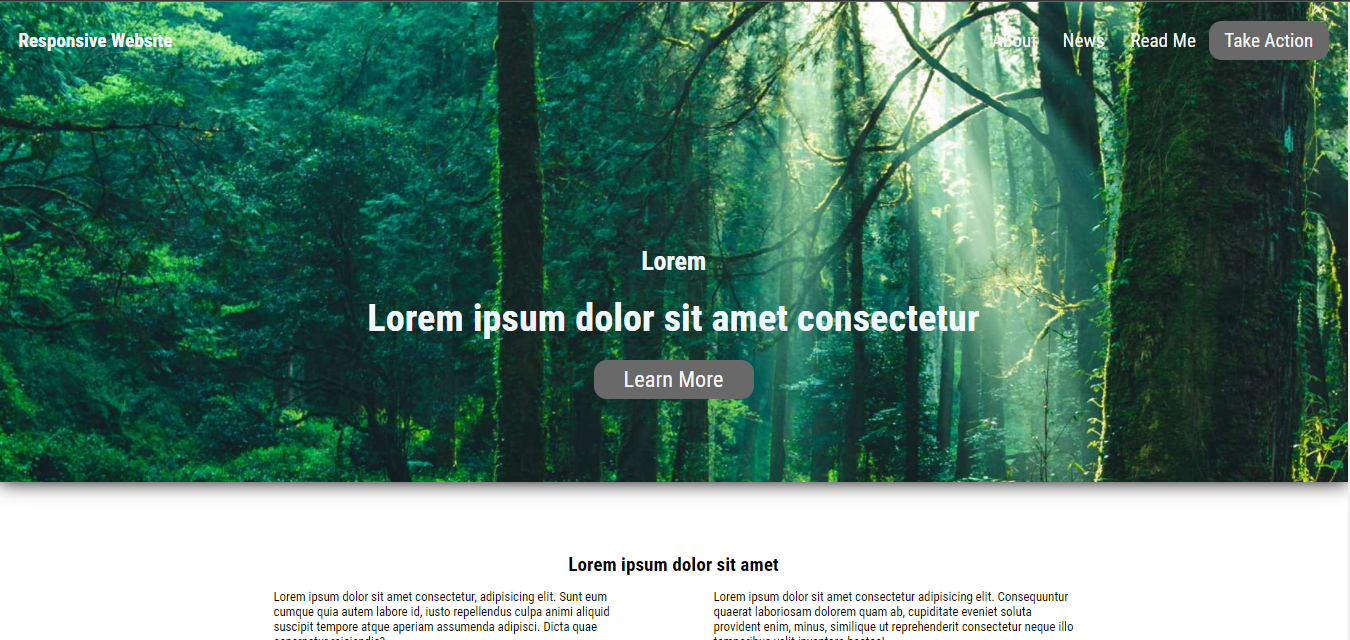 Responsive Website
About News Read Me Take Action
Lorem
Lorem ipsum dolor sit amet consectetur
Learn More
Lorem ipsum dolor sit amet
Lorem ipsum dolor sit amet consectetur, adipisicing elit. Sunt eum
cumque quia autem labore id, iusto repellendus culpa animi aliquid
suscipit tempore atque aperiam assumenda adipisci. Dicta quae
Lorem ipsum dolor sit amet consectetur adipisicing elit. Consequuntur
quaerat laboriosam dolorem quam ab, cupiditate eveniet soluta
provident enim, minus, similique ut reprehenderit consectetur neque illo